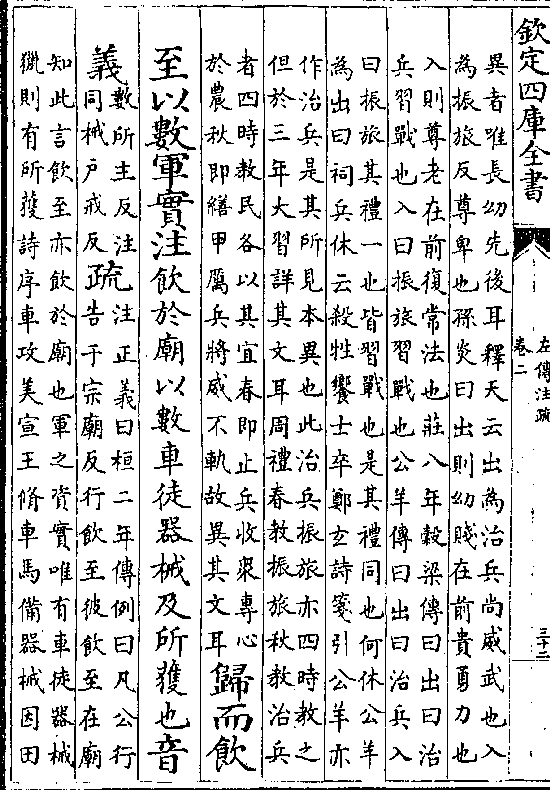 欽定四庫全書
左傳注疏
卷二
三十二
異者唯長幼先後耳釋天云出為治兵尚威武也入
為振旅反尊卑也孫炎曰出則幼賤在前貴勇力也
入則尊老在前復常法也莊八年穀梁傳曰出曰治
兵習戰也入曰振旅習戰也公羊傳曰出曰治兵入
曰振旅其禮一也皆習戰也是其禮同也何休公羊
為出曰祠兵休云殺牲饗士卒鄭玄詩箋引公羊亦
作治兵是其所見本異也此治兵振旅亦四時教之
但於三年大習詳其文耳周禮春教振旅秋教治兵
者四時教民各以其宜春即止兵收衆專心
於農秋即繕甲厲兵將威不軌故異其文耳
歸而飲
至以數軍實注飲於廟以數車徒器械及所獲也音
義
數所主反注
同械戶戒反
疏
注正義曰桓二年傳例曰凡公行
告于宗廟反行飲至彼飲至在廟
知此言飲至亦飲於廟也軍之資實唯有車徒器械
獵則有所獲詩序車攻美宣王脩車馬備器械因田